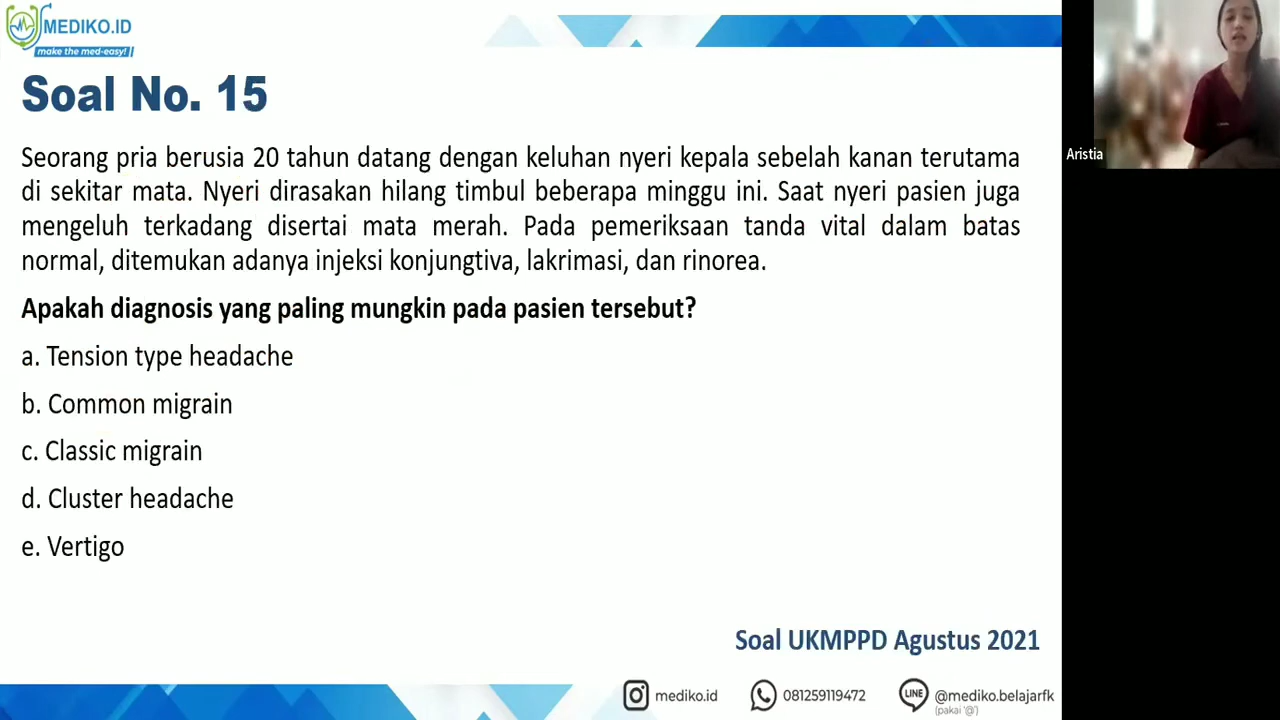 MEDIKO.ID
make the med-easy!
Soal No. 15
Seorang pria berusia 20 tahun datang dengan keluhan nyeri kepala sebelah kanan terutama
di sekitar mata. Nyeri dirasakan hilang timbul beberapa minggu ini. Saat nyeri pasien juga
mengeluh terkadang disertai mata merah. Pada pemeriksaan tanda vital dalam batas
normal, ditemukan adanya injeksi konjungtiva, lakrimasi, dan rinorea.
Apakah diagnosis yang paling mungkin pada pasien tersebut?
a. Tension type headache
b. Common migrain
c. Classic migrain
d. Cluster headache
e. Vertigo
Soal UKMPPD Agustus 2021
mediko.id
081259119472
LINE
@mediko.belajarfk
(pakai '@')
Aristia